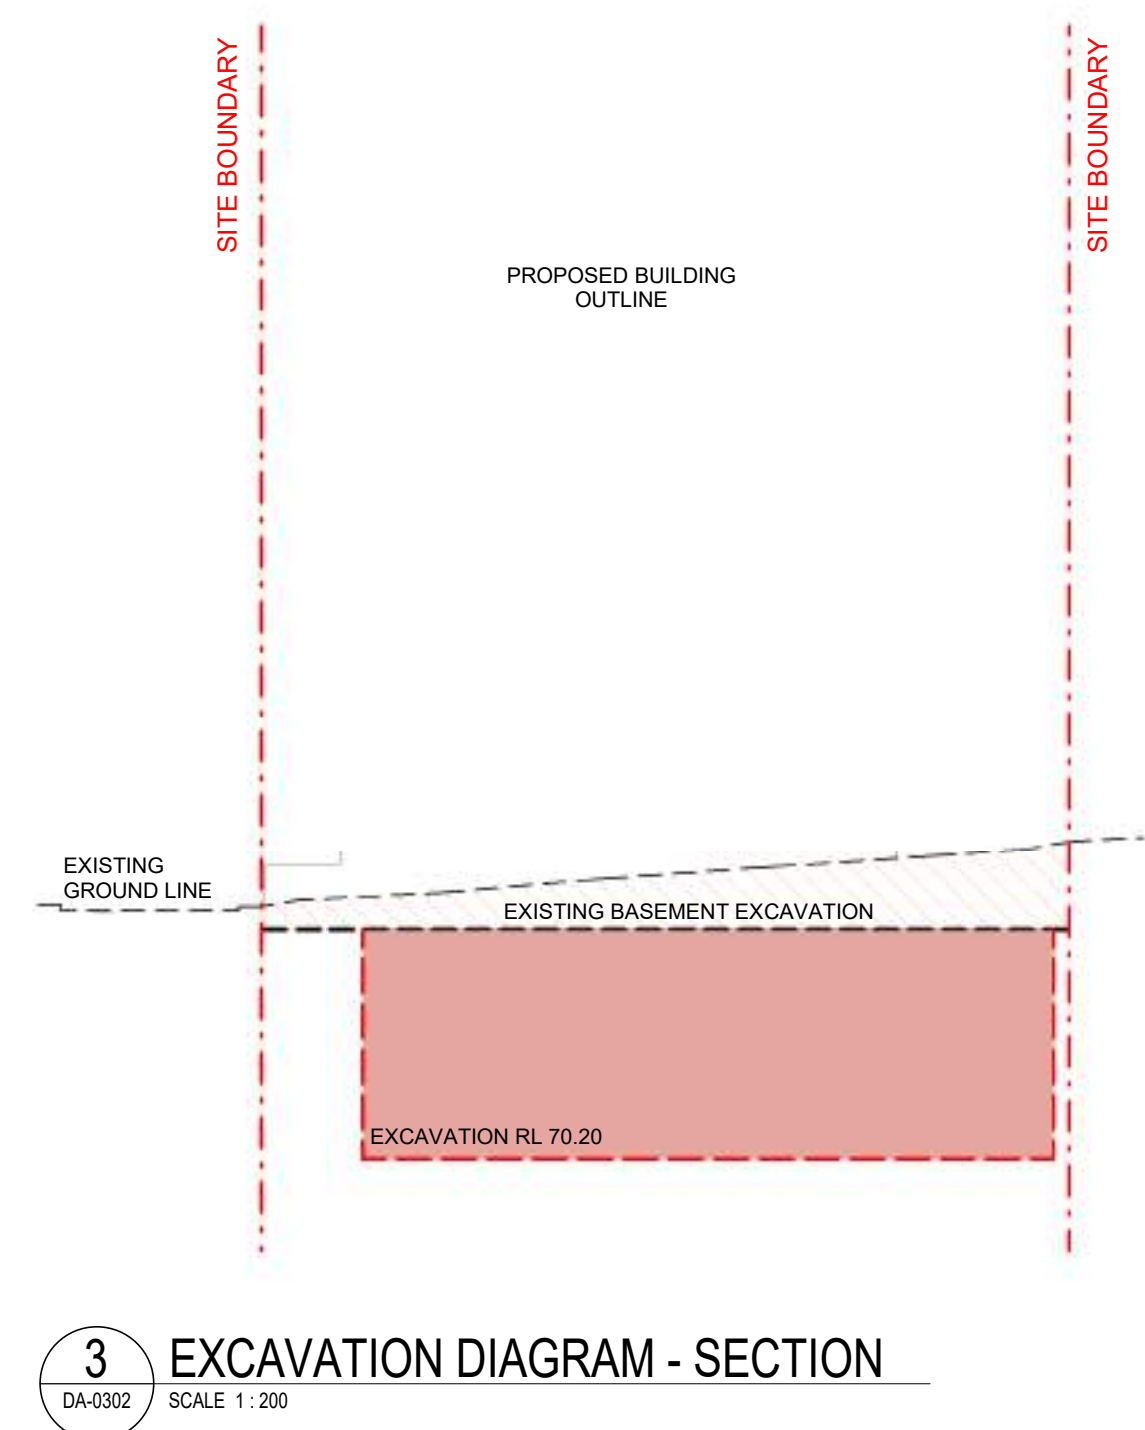 SITE BOUNDARY
SITE BOUNDARY
PROPOSED BUILDING
OUTLINE
EXISTING
GROUND LINE
EXISTING BASEMENT EXCAVATION
EXCAVATION RL 70.20
3
DA-0302
EXCAVATION DIAGRAM - SECTION
SCALE 1 : 200